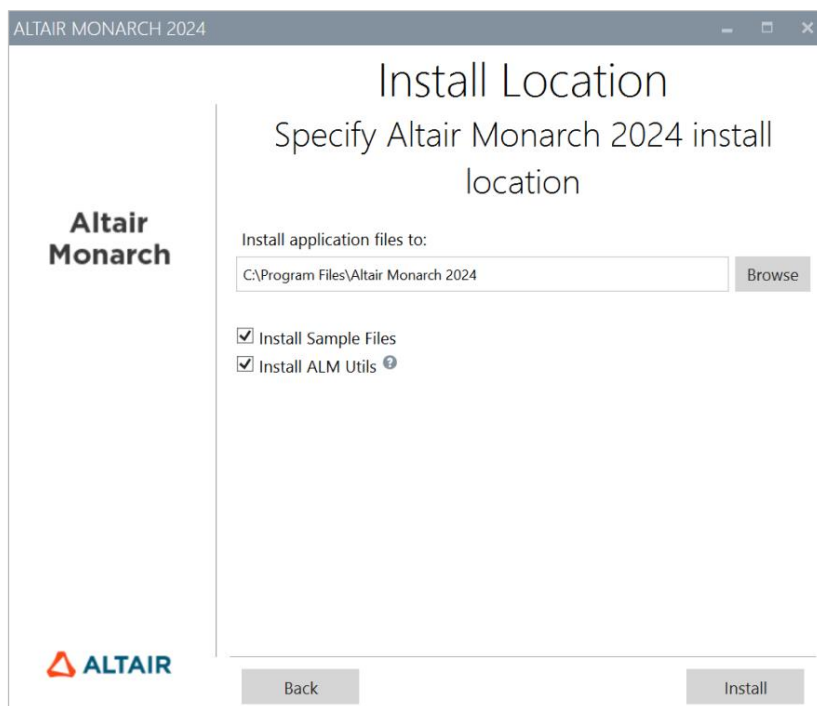 ALTAIR MONARCH 2024
Install Location
Specify Altair Monarch 2024 install
location
Altair
Monarch
Install application files to:
C:\Program Files\Altair Monarch 2024
Browse
Install Sample Files
Install ALM Utils ?
ALTAIR
Back
Install